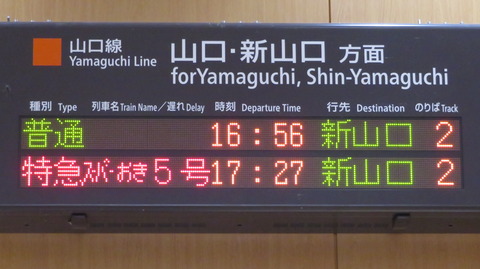 山口線 山口・新山口 方面
Yamaguchi Line forYamaguchi, Shin-Yamaguchi
種別 Type 列車名 Train Name／遅れ Delay 時刻 Departure Time 行先 Destination のりば Track
普通 16:56 新山口 2
特急スーパーおき5号 17:27 新山口 2